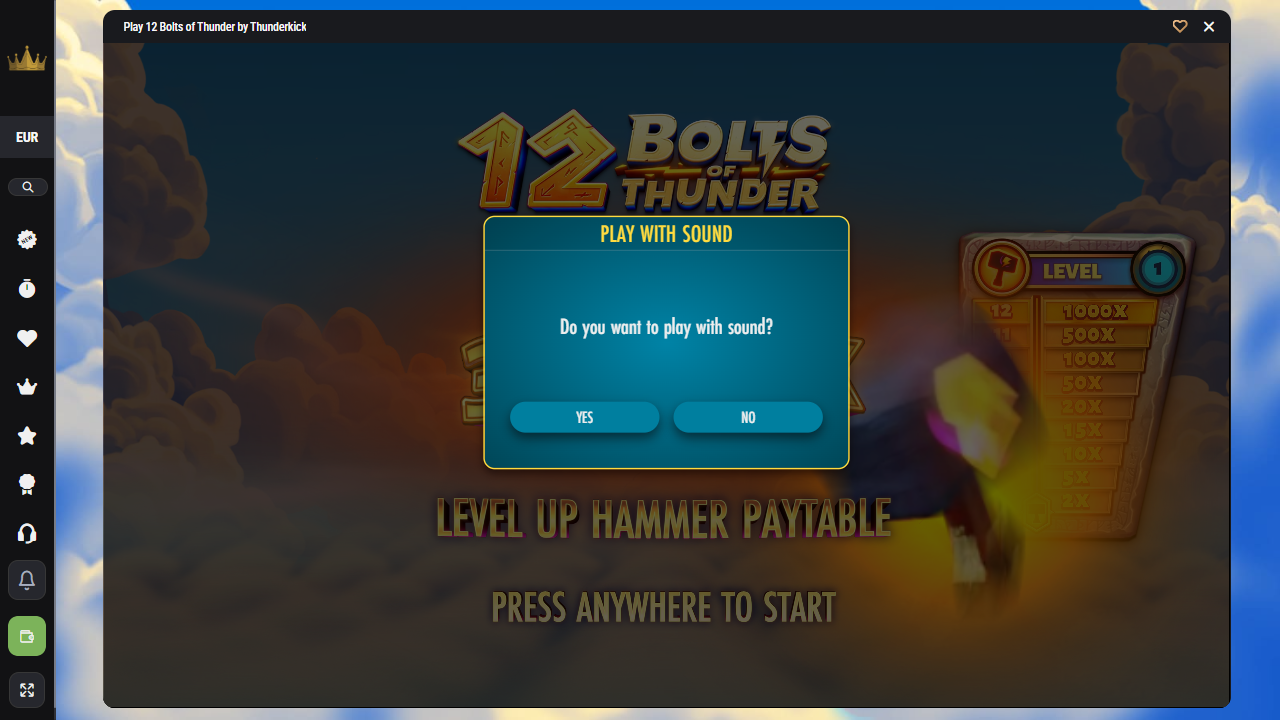 Play 12 Bolts of Thunder by Thunderkick
EUR
NEW
12 BOLTS
OF
THUNDER
PLAY WITH SOUND
Do you want to play with sound?
YES
NO
LEVEL 1
12 1000X
11 500X
100X
50X
20X
15X
10X
5X
2X
LEVEL UP HAMMER PAYTABLE
PRESS ANYWHERE TO START